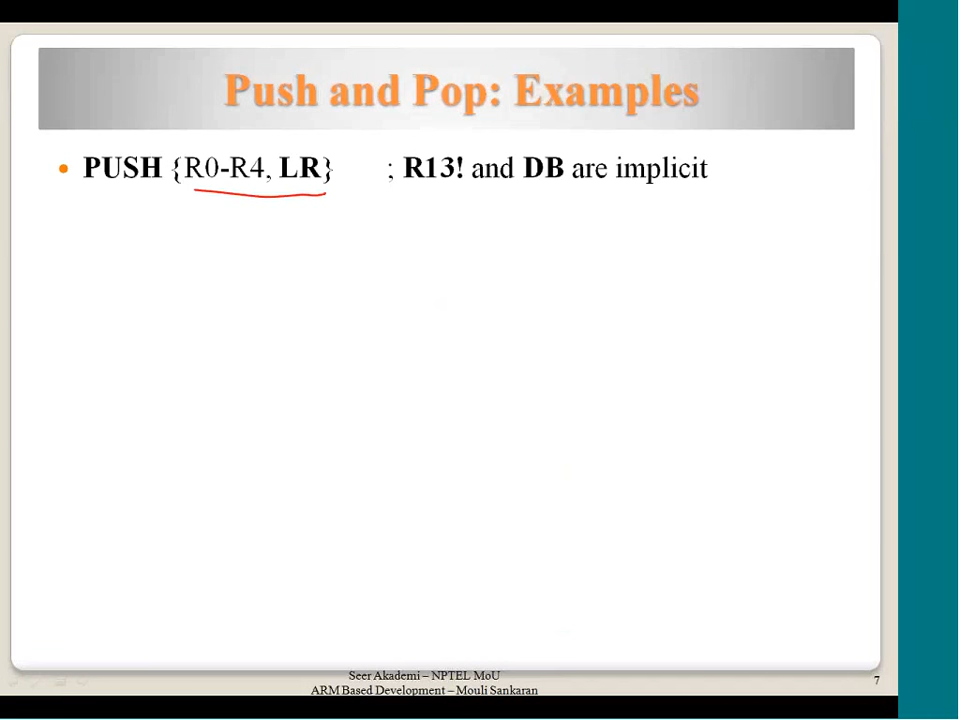 Push and Pop: Examples
• PUSH {R0-R4, LR} ; R13! and DB are implicit
Seer Akademi – NPTEL MoU
ARM Based Development – Mouli Sankaran
7